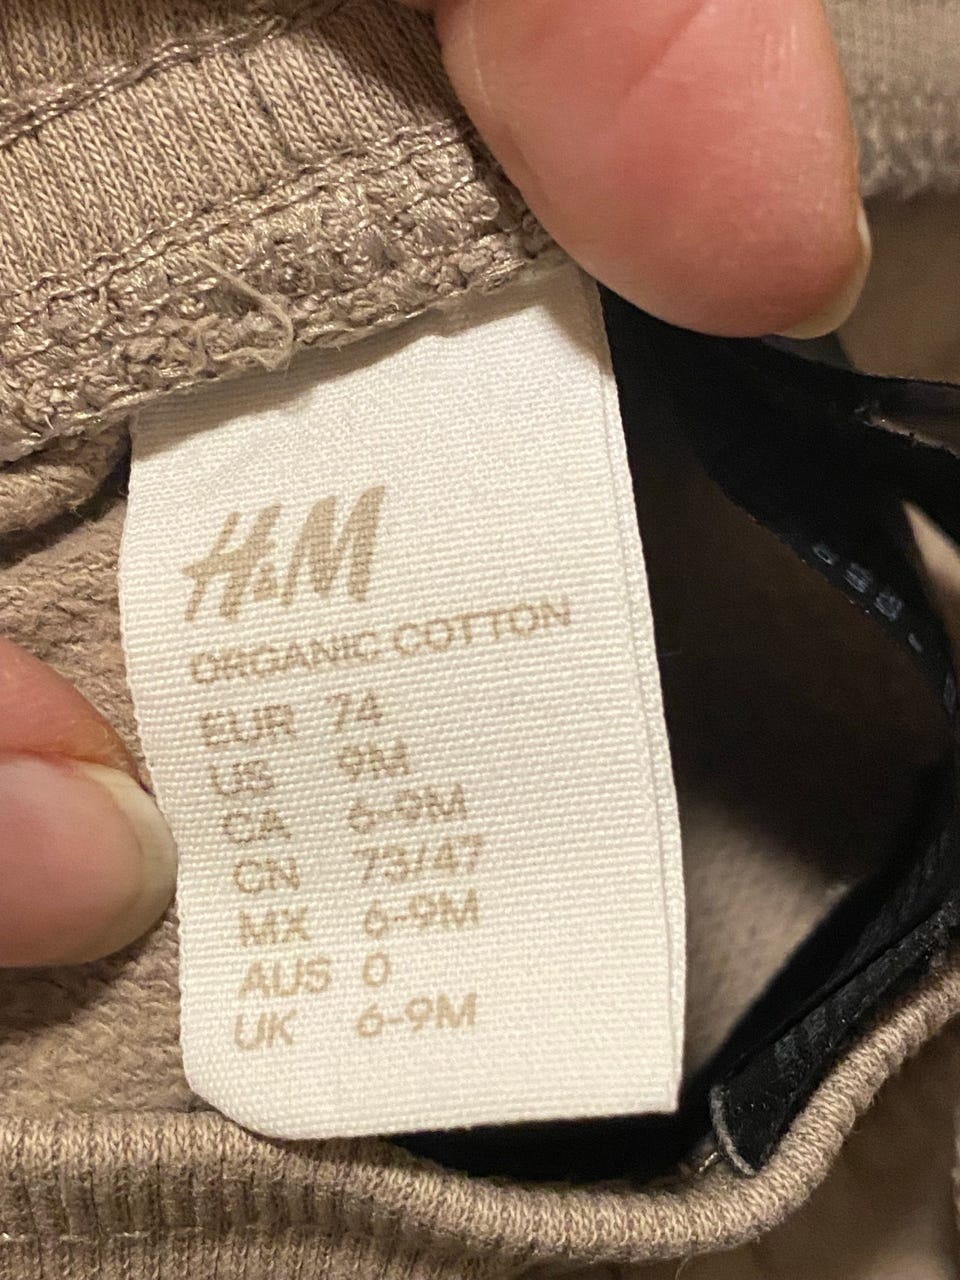 H&M
ORGANIC COTTON
EUR 74
US 9M
CA 6-9M
CN 73/47
MX 6-9M
AUS 0
UK 6-9M